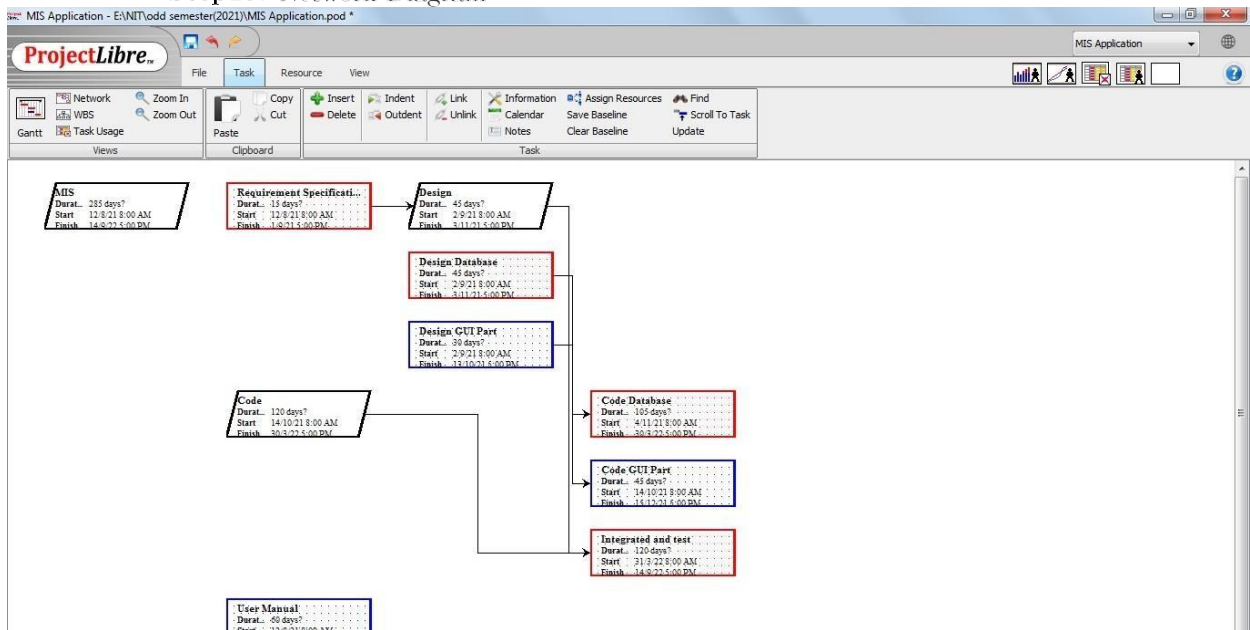 MIS Application - E:\NIT\odd semester(2021)\MIS Application.pod *
ProjectLibre™
MIS Application
File Task Resource View
Network Zoom In Copy Insert Indent Link Information Assign Resources Find
WBS Zoom Out Cut Delete Outdent Unlink Calendar Save Baseline Scroll To Task
Gantt Task Usage Paste Notes Clear Baseline Update
Views Clipboard Task
MIS
Durat... 285 days?
Start 12/8/21 8:00 AM
Finish 14/9/22 5:00 PM
Requirement Specificati...
Durat... 15 days?
Start 12/8/21 8:00 AM
Finish 1/9/21 5:00 PM
Design
Durat... 45 days?
Start 2/9/21 8:00 AM
Finish 3/11/21 5:00 PM
Design Database
Durat... 45 days?
Start 2/9/21 8:00 AM
Finish 3/11/21 5:00 PM
Design GUI Part
Durat... 30 days?
Start 2/9/21 8:00 AM
Finish 13/10/21 5:00 PM
Code
Durat... 120 days?
Start 14/10/21 8:00 AM
Finish 30/3/22 5:00 PM
Code Database
Durat... 105 days?
Start 4/11/21 8:00 AM
Finish 30/3/22 5:00 PM
Code GUI Part
Durat... 45 days?
Start 14/10/21 8:00 AM
Finish 15/12/21 5:00 PM
Integrated and test
Durat... 120 days?
Start 31/3/22 8:00 AM
Finish 14/9/22 5:00 PM
User Manual
Durat... 60 days?